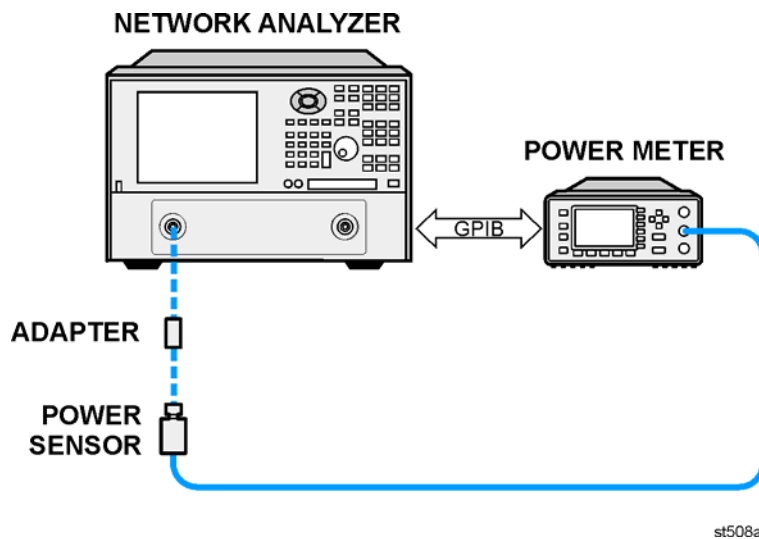 NETWORK ANALYZER
POWER METER
GPIB
ADAPTER
POWER
SENSOR
st508a